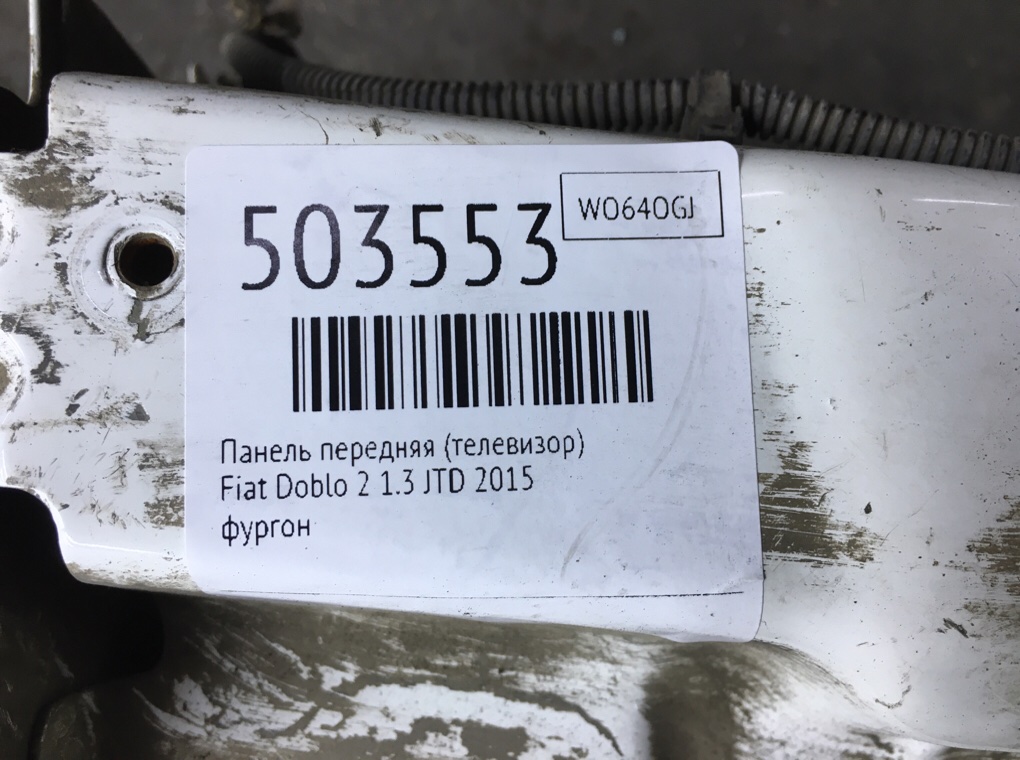 503553
W0640GJ
Панель передняя (телевизор)
Fiat Doblo 2 1.3 JTD 2015
фургон